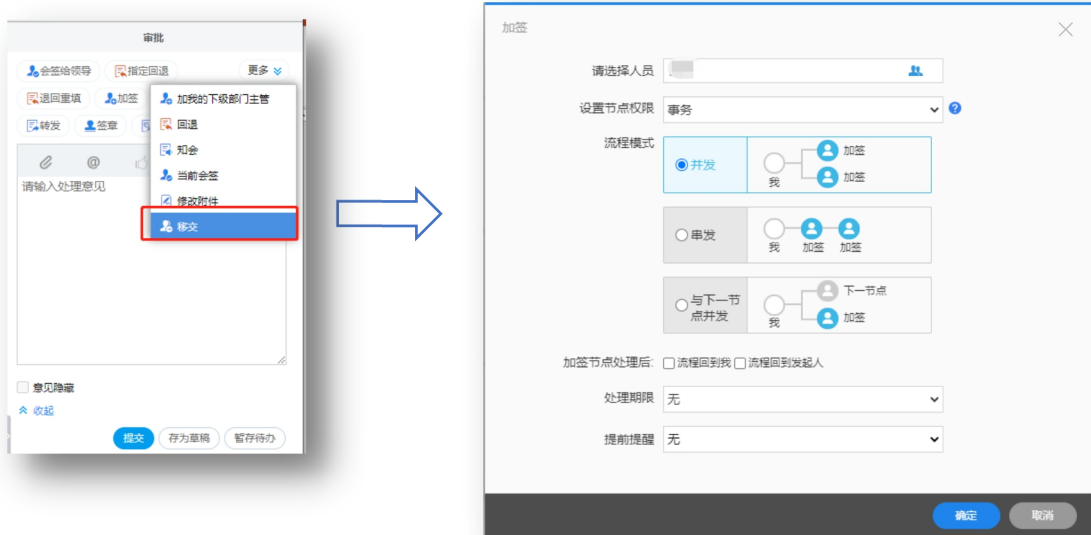 审批
会签给领导 指定回退 更多
退回重填 加签
转发 签章
加我的下级部门主管
回退
知会
当前会签
修改附件
移交
@
请输入处理意见
意见隐藏
收起
提交 存为草稿 暂存待办
加签
请选择人员
设置节点权限 事务 ?
流程模式
并发 我 加签 加签
串发 我 加签 加签
与下一节点并发 我 下一节点 加签
加签节点处理后: 流程回到我 流程回到发起人
处理期限 无
提前提醒 无
确定 取消